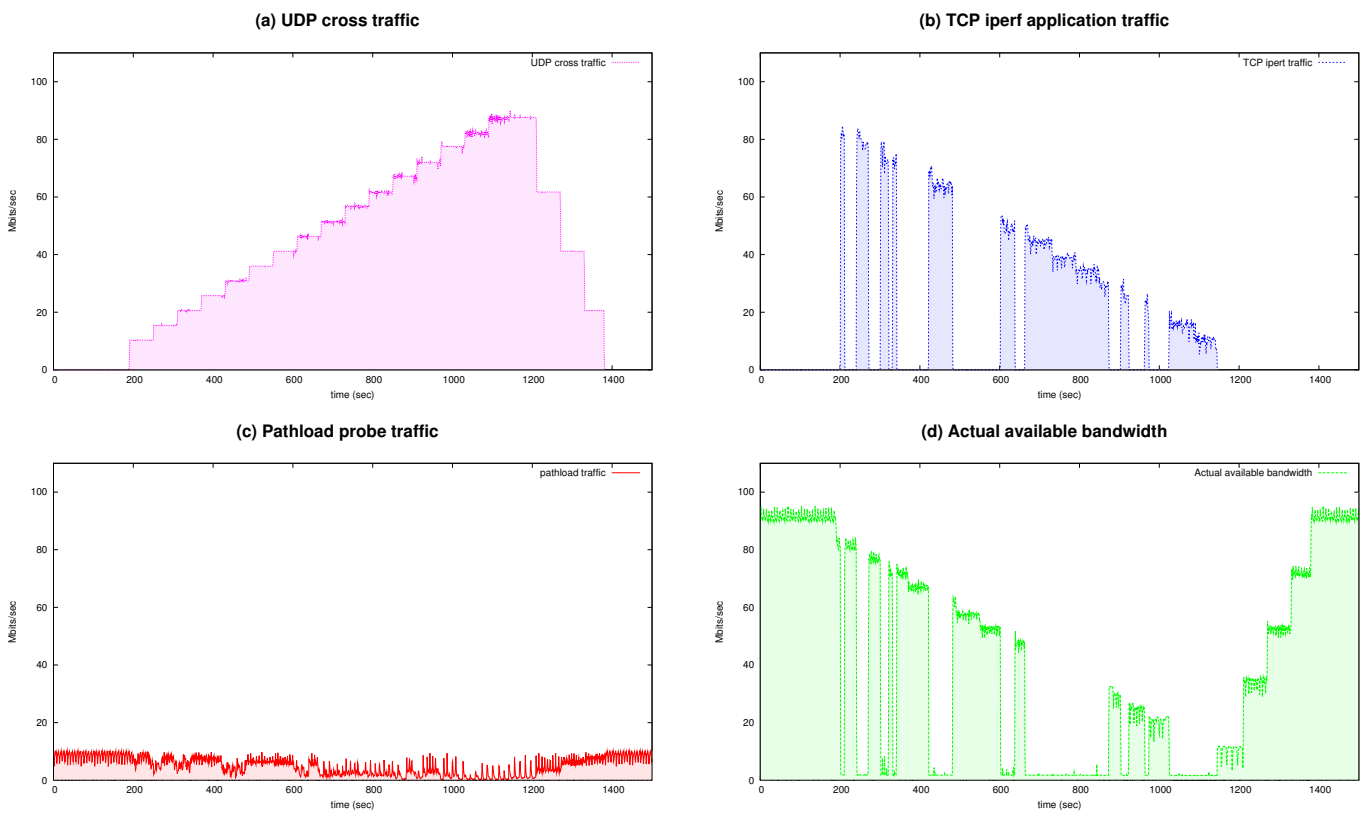 (a) UDP cross traffic
UDP cross traffic
Mbits/sec
100
80
60
40
20
0
0 200 400 600 800 1000 1200 1400
time (sec)
(b) TCP iperf application traffic
TCP ipert traffic
Mbits/sec
100
80
60
40
20
0
0 200 400 600 800 1000 1200 1400
time (sec)
(c) Pathload probe traffic
pathload traffic
Mbits/sec
100
80
60
40
20
0
0 200 400 600 800 1000 1200 1400
time (sec)
(d) Actual available bandwidth
Actual available bandwidth
Mbits/sec
100
80
60
40
20
0
0 200 400 600 800 1000 1200 1400
time (sec)